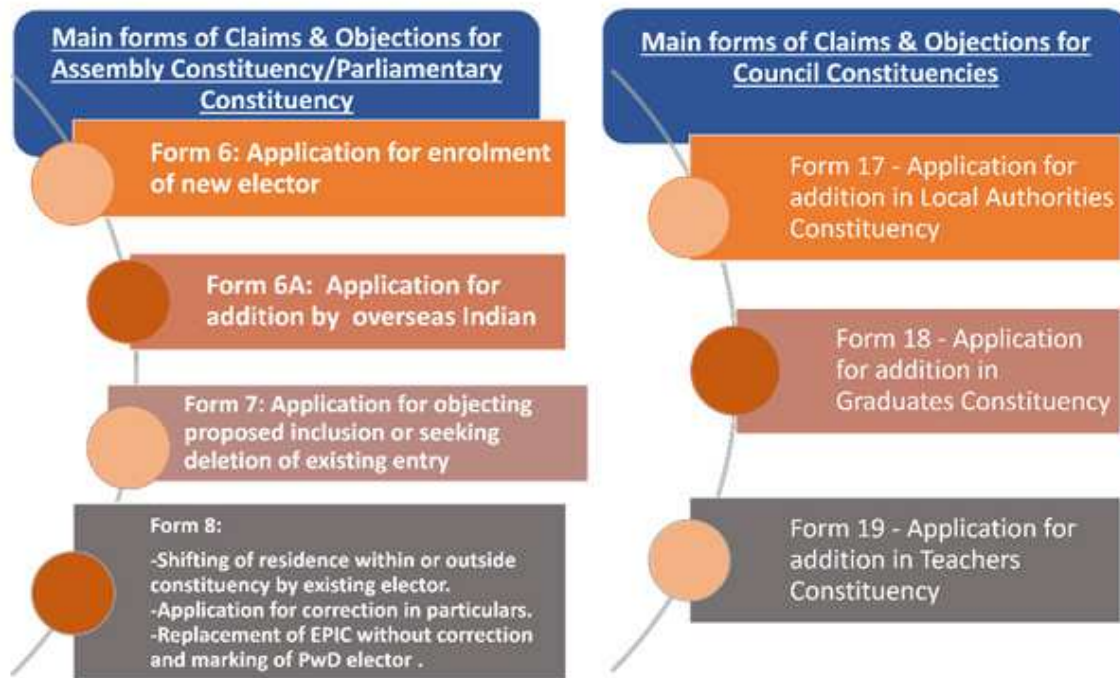 Main forms of Claims & Objections for
Assembly Constituency/Parliamentary
Constituency
Form 6: Application for enrolment
of new elector
Form 6A:  Application for
addition by  overseas Indian
Form 7: Application for objecting
proposed inclusion or seeking
deletion of existing entry
Form 8:
-Shifting of residence within or outside
constituency by existing elector.
-Application for correction in particulars.
-Replacement of EPIC without correction
and marking of PwD elector .
Main forms of Claims & Objections for
Council Constituencies
Form 17 - Application for
addition in Local Authorities
Constituency
Form 18 - Application
for addition in
Graduates Constituency
Form 19 - Application for
addition in Teachers
Constituency